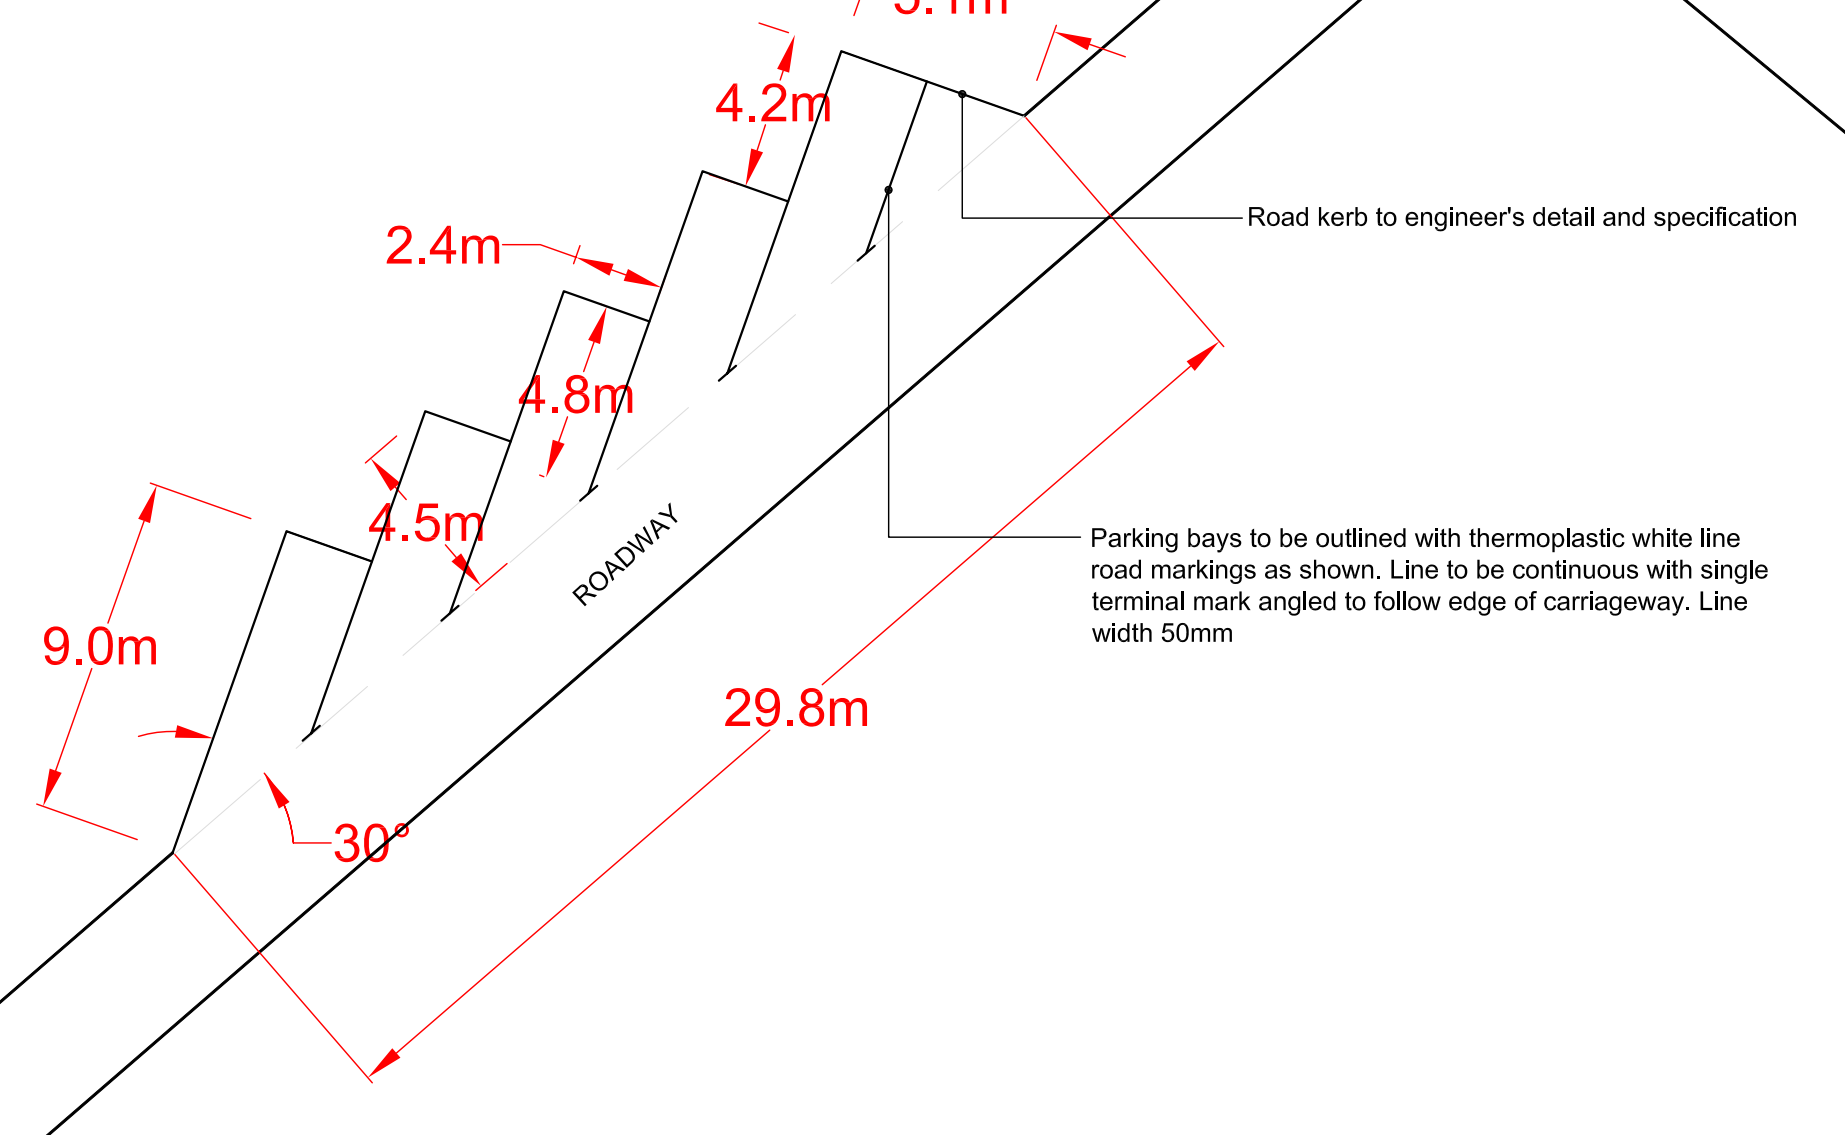 4.2m
2.4m
Road kerb to engineer's detail and specification
4.8m
4.5m
ROADWAY
Parking bays to be outlined with thermoplastic white line
road markings as shown. Line to be continuous with single
terminal mark angled to follow edge of carriageway. Line
width 50mm
9.0m
29.8m
30°